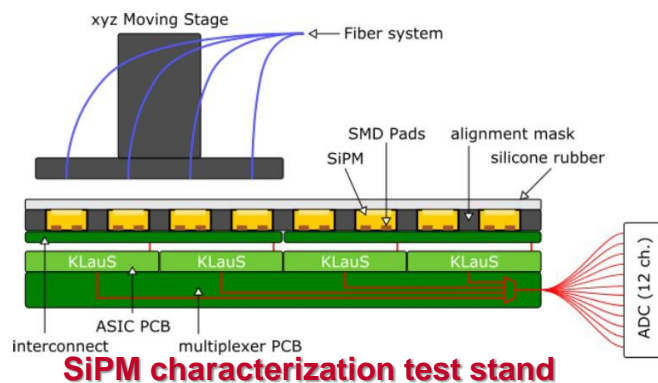 xyz Moving Stage
Fiber system
SMD Pads
alignment mask
SiPM
silicone rubber
KLauS
KLauS
KLauS
KLauS
ADC (12 ch.)
ASIC PCB
interconnect
multiplexer PCB
SiPM characterization test stand